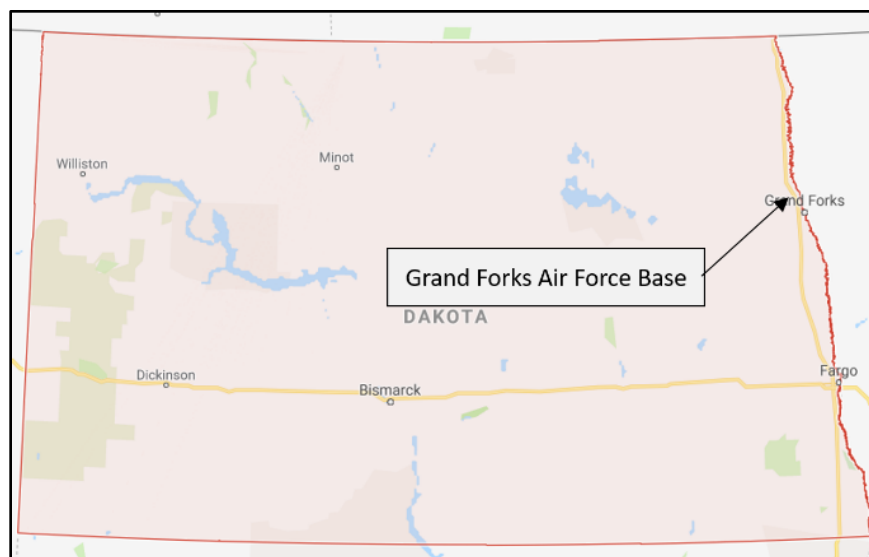 Williston
Minot
Grand Forks
Grand Forks Air Force Base
DAKOTA
Dickinson
Bismarck
Fargo